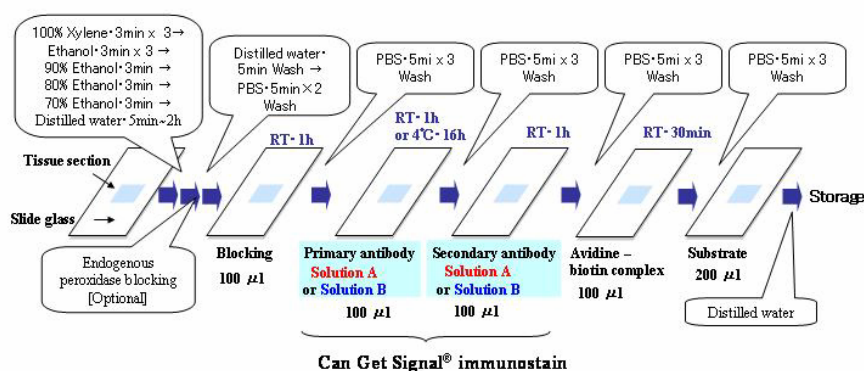 100% Xylene・3min x 3→
Ethanol・3min x 3 →
90% Ethanol・3min →
80% Ethanol・3min →
70% Ethanol・3min →
Distilled water・5min~2h
Distilled water・
5min Wash →
PBS・5min×2
Wash
PBS・5mi x 3
Wash
PBS・5mi x 3
Wash
PBS・5mi x 3
Wash
PBS・5mi x 3
Wash
Tissue section
Slide glass
RT・1h
RT・1h
or 4℃・16h
RT・1h
RT・30min
Storage
Endogenous
peroxidase blocking
[Optional]
Blocking
100 μl
Primary antibody
Solution A
or Solution B
100 μl
Secondary antibody
Solution A
or Solution B
100 μl
Avidine –
biotin complex
100 μl
Substrate
200 μl
Distilled water
Can Get Signal® immunostain